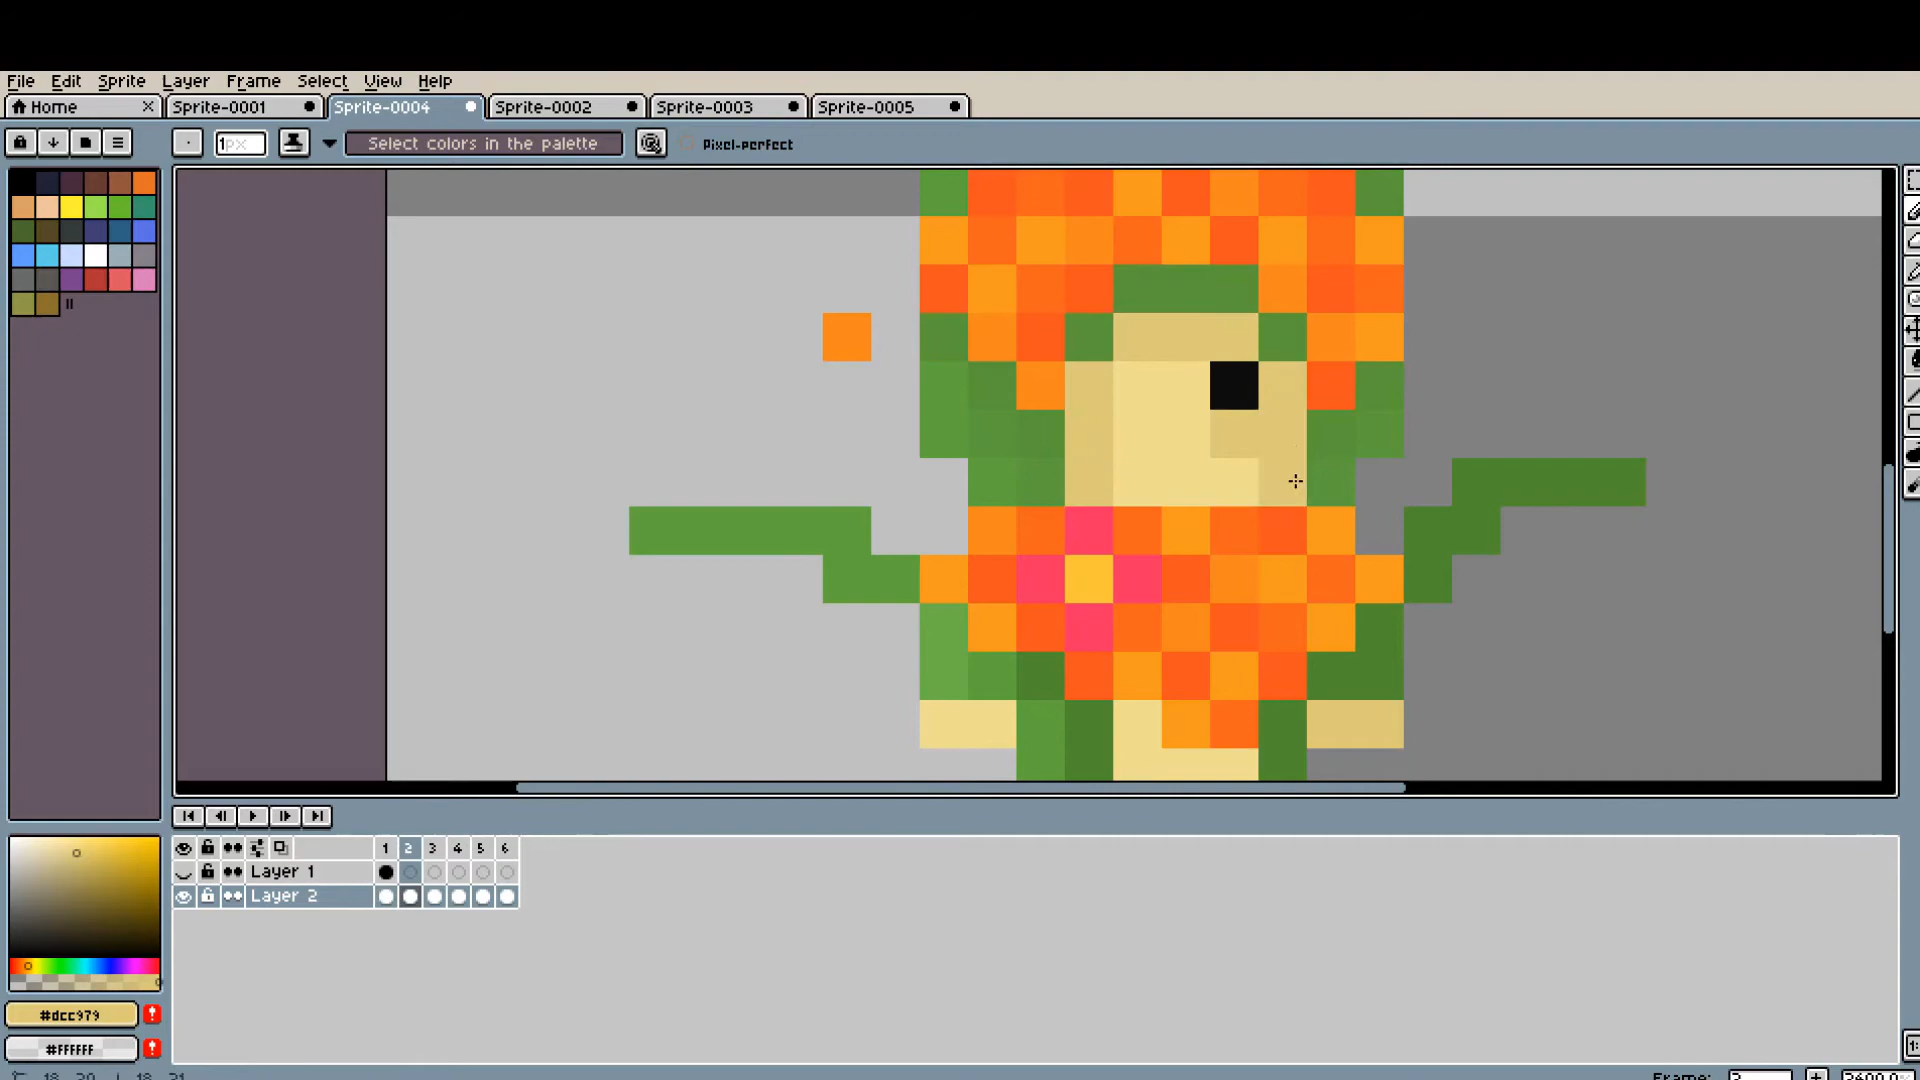 File Edit Sprite Layer Frame Select View Help
Home Sprite-0001 Sprite-0004 Sprite-0002 Sprite-0003 Sprite-0005
1px Select colors in the palette Pixel-perfect
1 2 3 4 5 6
Layer 1
Layer 2
#dcc979
#FFFFFF
Frame: